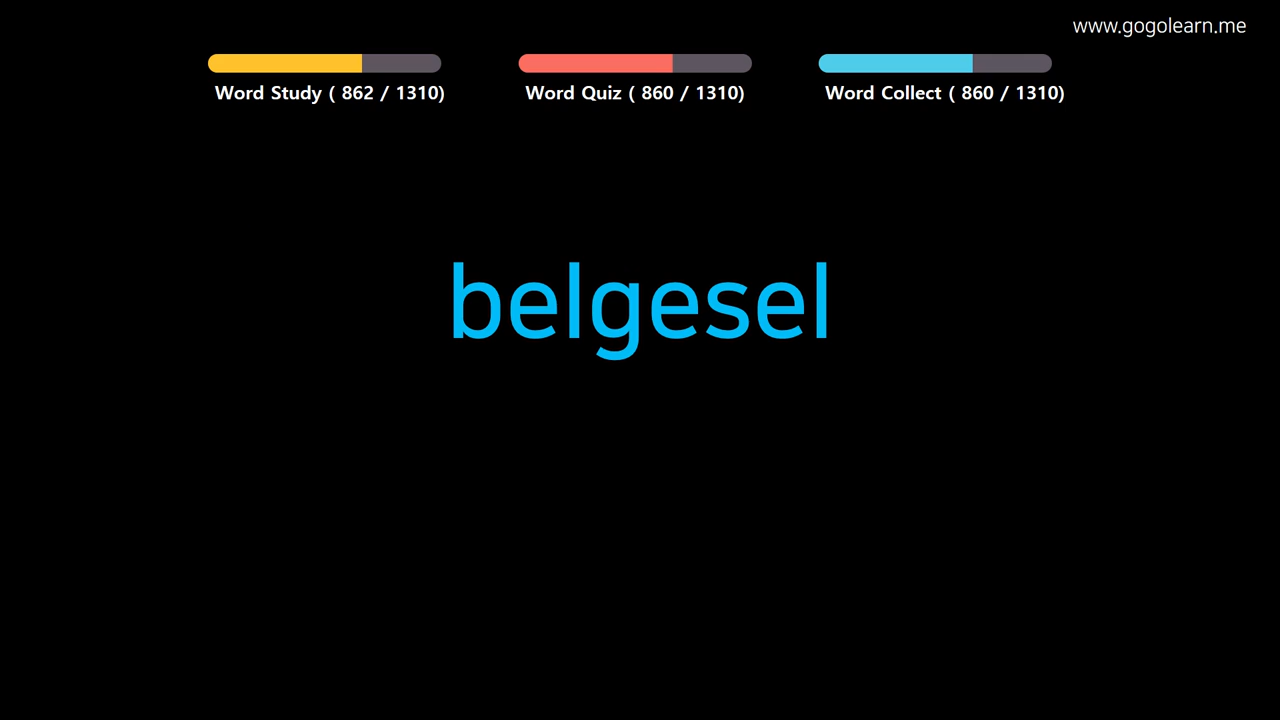 www.gogolearn.me
Word Study ( 862 / 1310)
Word Quiz ( 860 / 1310)
Word Collect ( 860 / 1310)
belgesel